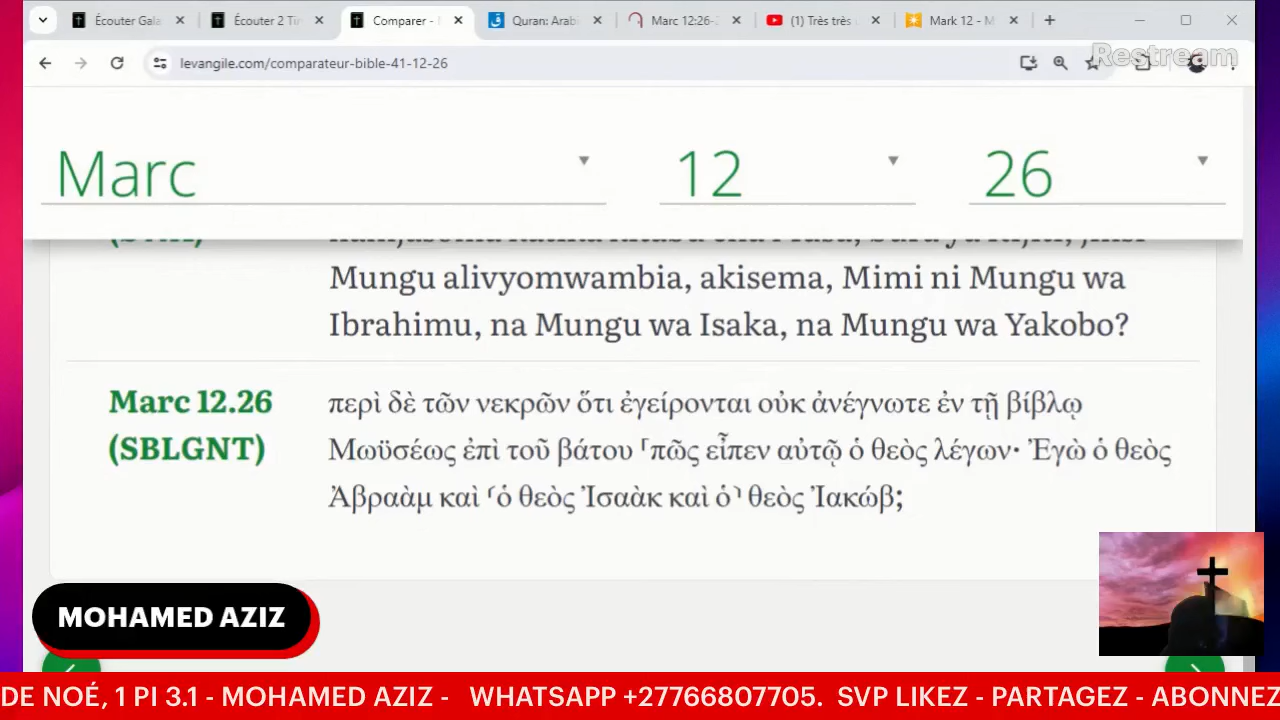 Écouter Gala
Écouter 2 Ti
Comparer -
Quran: Arab
Marc 12:26-
(1) Très très
Mark 12 - M
levangile.com/comparateur-bible-41-12-26
Restream
Marc
12
26
Mungu alivyomwambia, akisema, Mimi ni Mungu wa
Ibrahimu, na Mungu wa Isaka, na Mungu wa Yakobo?
Marc 12.26
(SBLGNT)
περὶ δὲ τῶν νεκρῶν ὅτι ἐγείρονται οὐκ ἀνέγνωτε ἐν τῇ βίβλῳ
Μωϋσέως ἐπὶ τοῦ βάτου ⸀πῶς εἶπεν αὐτῷ ὁ θεὸς λέγων· Ἐγὼ ὁ θεὸς
Ἀβραὰμ καὶ ⸂ὁ θεὸς Ἰσαὰκ καὶ ὁ⸃ θεὸς Ἰακώβ;
MOHAMED AZIZ
DE NOÉ, 1 PI 3.1 - MOHAMED AZIZ - WHATSAPP +27766807705. SVP LIKEZ - PARTAGEZ - ABONNEZ